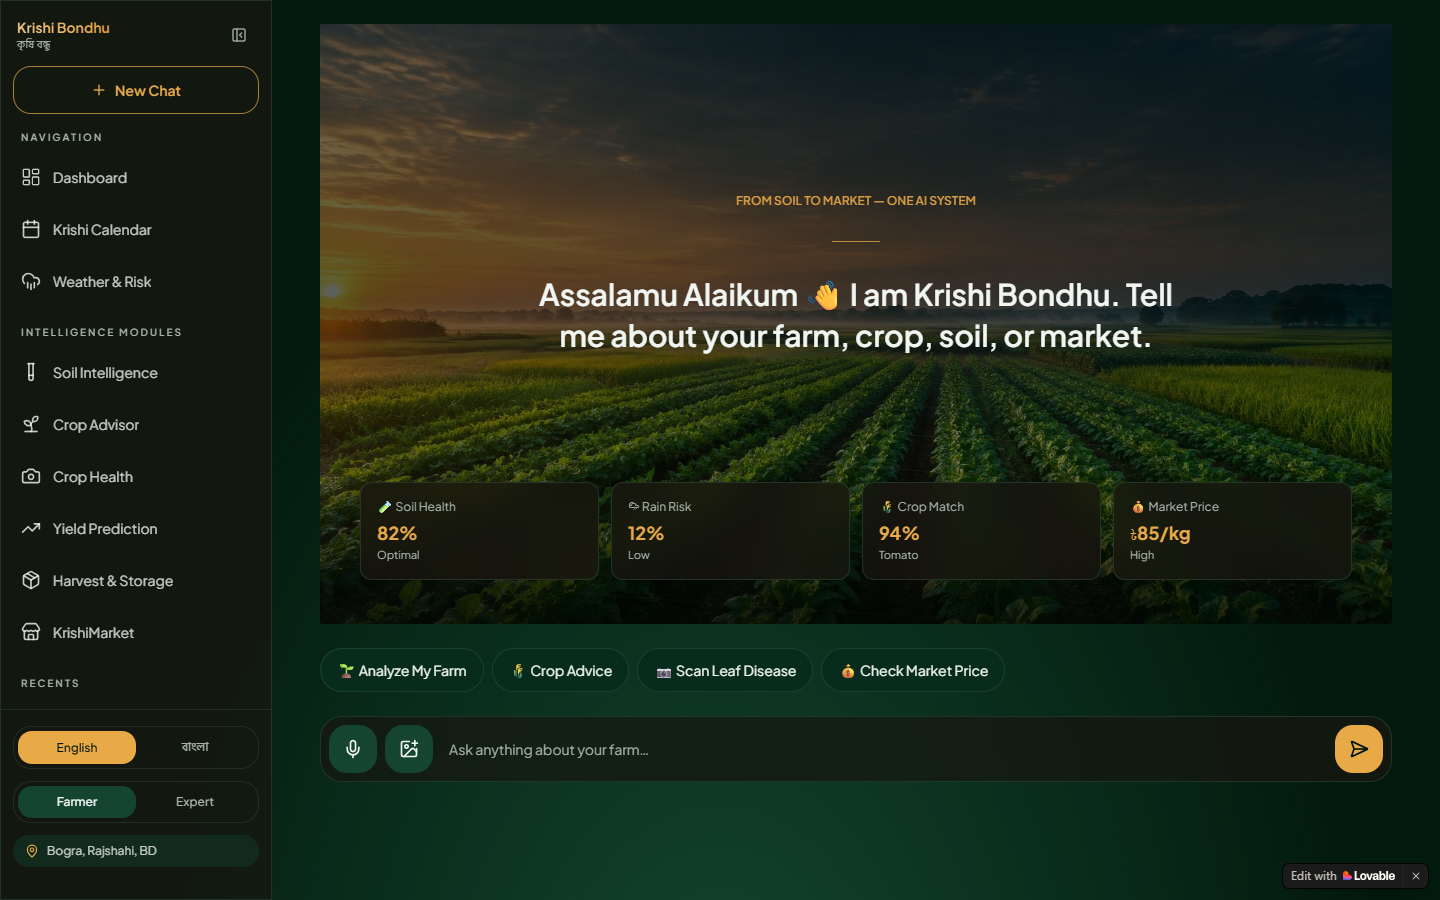 Krishi Bondhu
কৃষি বন্ধু
New Chat
NAVIGATION
Dashboard
Krishi Calendar
Weather & Risk
INTELLIGENCE MODULES
Soil Intelligence
Crop Advisor
Crop Health
Yield Prediction
Harvest & Storage
KrishiMarket
RECENTS
English
বাংলা
Farmer
Expert
Bogra, Rajshahi, BD
FROM SOIL TO MARKET — ONE AI SYSTEM
Assalamu Alaikum 👋 I am Krishi Bondhu. Tell
me about your farm, crop, soil, or market.
Soil Health
82%
Optimal
Rain Risk
12%
Low
Crop Match
94%
Tomato
Market Price
৳85/kg
High
Analyze My Farm
Crop Advice
Scan Leaf Disease
Check Market Price
Ask anything about your farm...
Edit with Lovable